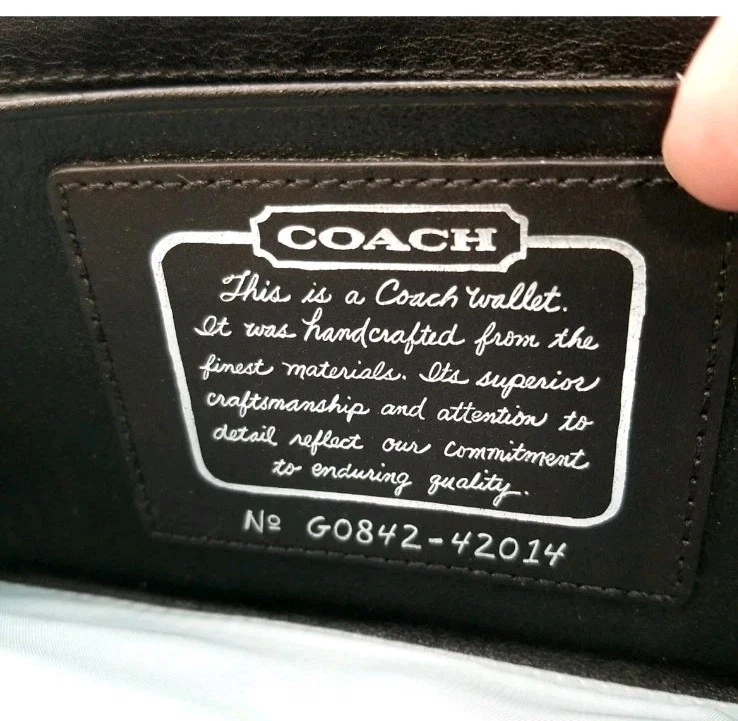 COACH
This is a Coach wallet.
It was handcrafted from the
finest materials. Its superior
craftsmanship and attention to
detail reflect our commitment
to enduring quality.
Nº G0842-42014